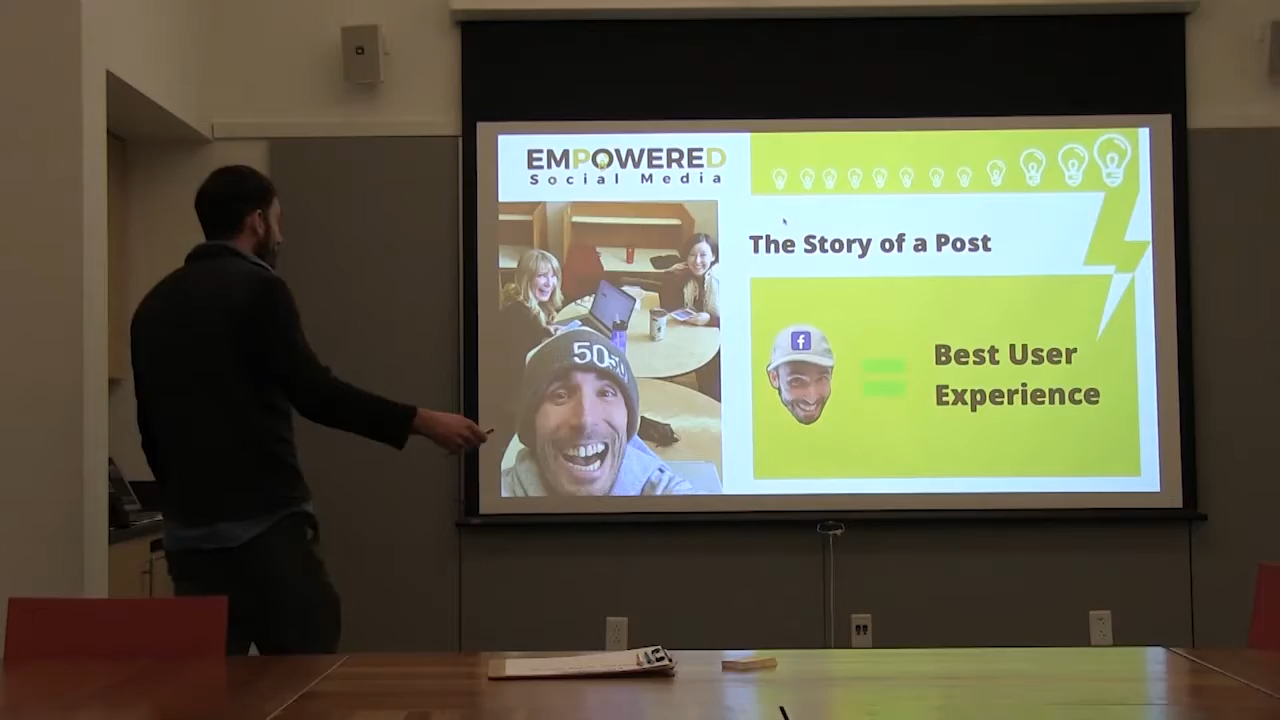 EMPOWERED
Social Media
The Story of a Post
50
f
Best User
Experience